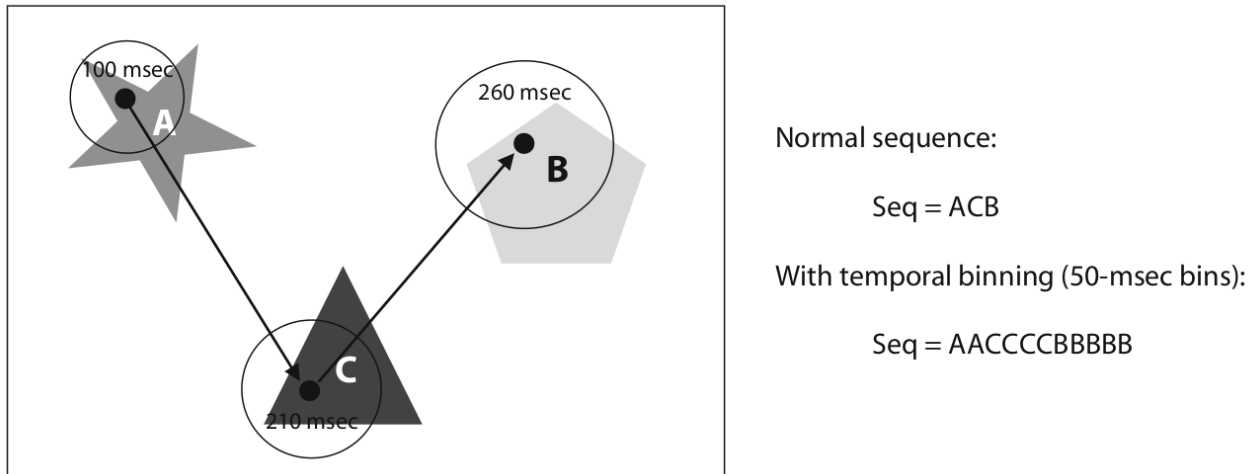 100 msec
A
260 msec
B
C
210 msec
Normal sequence:
Seq = ACB
With temporal binning (50-msec bins):
Seq = AACCCCBBBBB